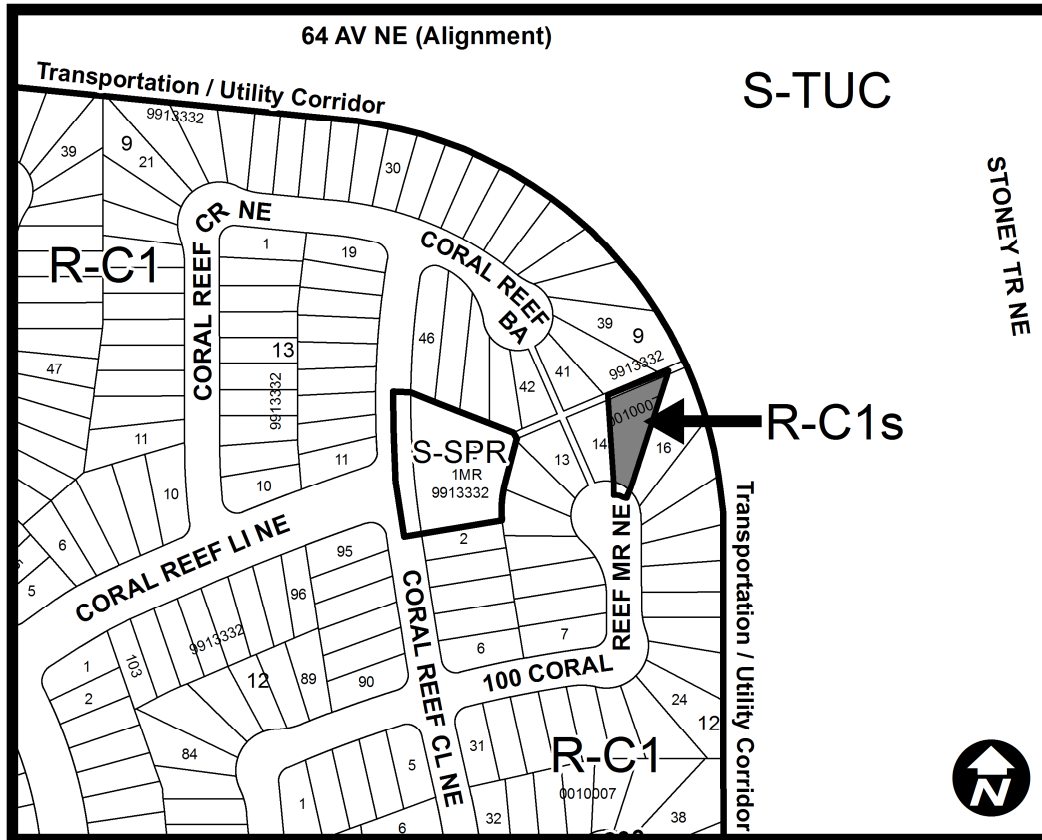 64 AV NE (Alignment)
Transportation / Utility Corridor
S-TUC
9913332
39
9
21
30
STONEY TR NE
CR NE
1
19
CORAL REEF
BA
R-C1
CORAL REEF
46
39
9
13
9913332
47
42
41
9913332
0010007
R-C1s
11
S-SPR
1MR
9913332
14
16
13
11
10
10
REEF MR NE
Transportation / Utility Corridor
6
5
CORAL REEF LI NE
95
2
96
CORAL REEF CL NE
9913332
6
7
1
103
2
12
89
90
100 CORAL
24
12
84
31
R-C1
5
1
0010007
6
32
38